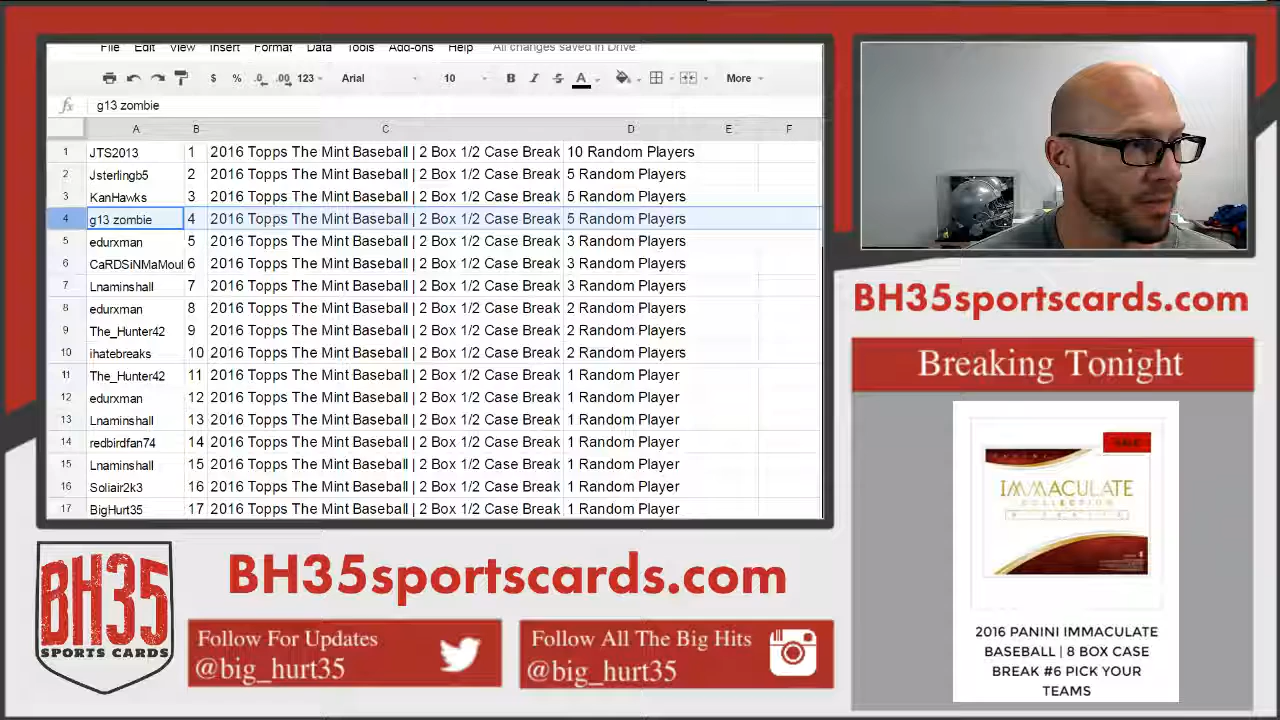 File Edit View Insert Format Data Tools Add-ons Help All changes saved in Drive
$ % .0 .00 123 Arial 10 B I S A More
fx g13 zombie
A B C D E F
1 JTS2013 1 2016 Topps The Mint Baseball | 2 Box 1/2 Case Break 10 Random Players
2 Jsterlingb5 2 2016 Topps The Mint Baseball | 2 Box 1/2 Case Break 5 Random Players
3 KanHawks 3 2016 Topps The Mint Baseball | 2 Box 1/2 Case Break 5 Random Players
4 g13 zombie 4 2016 Topps The Mint Baseball | 2 Box 1/2 Case Break 5 Random Players
5 edurxman 5 2016 Topps The Mint Baseball | 2 Box 1/2 Case Break 3 Random Players
6 CaRDSiNMaMoul 6 2016 Topps The Mint Baseball | 2 Box 1/2 Case Break 3 Random Players
7 Lnaminshall 7 2016 Topps The Mint Baseball | 2 Box 1/2 Case Break 3 Random Players
8 edurxman 8 2016 Topps The Mint Baseball | 2 Box 1/2 Case Break 2 Random Players
9 The_Hunter42 9 2016 Topps The Mint Baseball | 2 Box 1/2 Case Break 2 Random Players
10 ihatebreaks 10 2016 Topps The Mint Baseball | 2 Box 1/2 Case Break 2 Random Players
11 The_Hunter42 11 2016 Topps The Mint Baseball | 2 Box 1/2 Case Break 1 Random Player
12 edurxman 12 2016 Topps The Mint Baseball | 2 Box 1/2 Case Break 1 Random Player
13 Lnaminshall 13 2016 Topps The Mint Baseball | 2 Box 1/2 Case Break 1 Random Player
14 redbirdfan74 14 2016 Topps The Mint Baseball | 2 Box 1/2 Case Break 1 Random Player
15 Lnaminshall 15 2016 Topps The Mint Baseball | 2 Box 1/2 Case Break 1 Random Player
16 Soliair2k3 16 2016 Topps The Mint Baseball | 2 Box 1/2 Case Break 1 Random Player
17 BigHurt35 17 2016 Topps The Mint Baseball | 2 Box 1/2 Case Break 1 Random Player
BH35sportscards.com
Breaking Tonight
SALE
IMMACULATE
COLLECTION
2016 PANINI IMMACULATE
BASEBALL | 8 BOX CASE
BREAK #6 PICK YOUR
TEAMS
BH35
SPORTS CARDS
BH35sportscards.com
Follow For Updates
@big_hurt35
Follow All The Big Hits
@big_hurt35